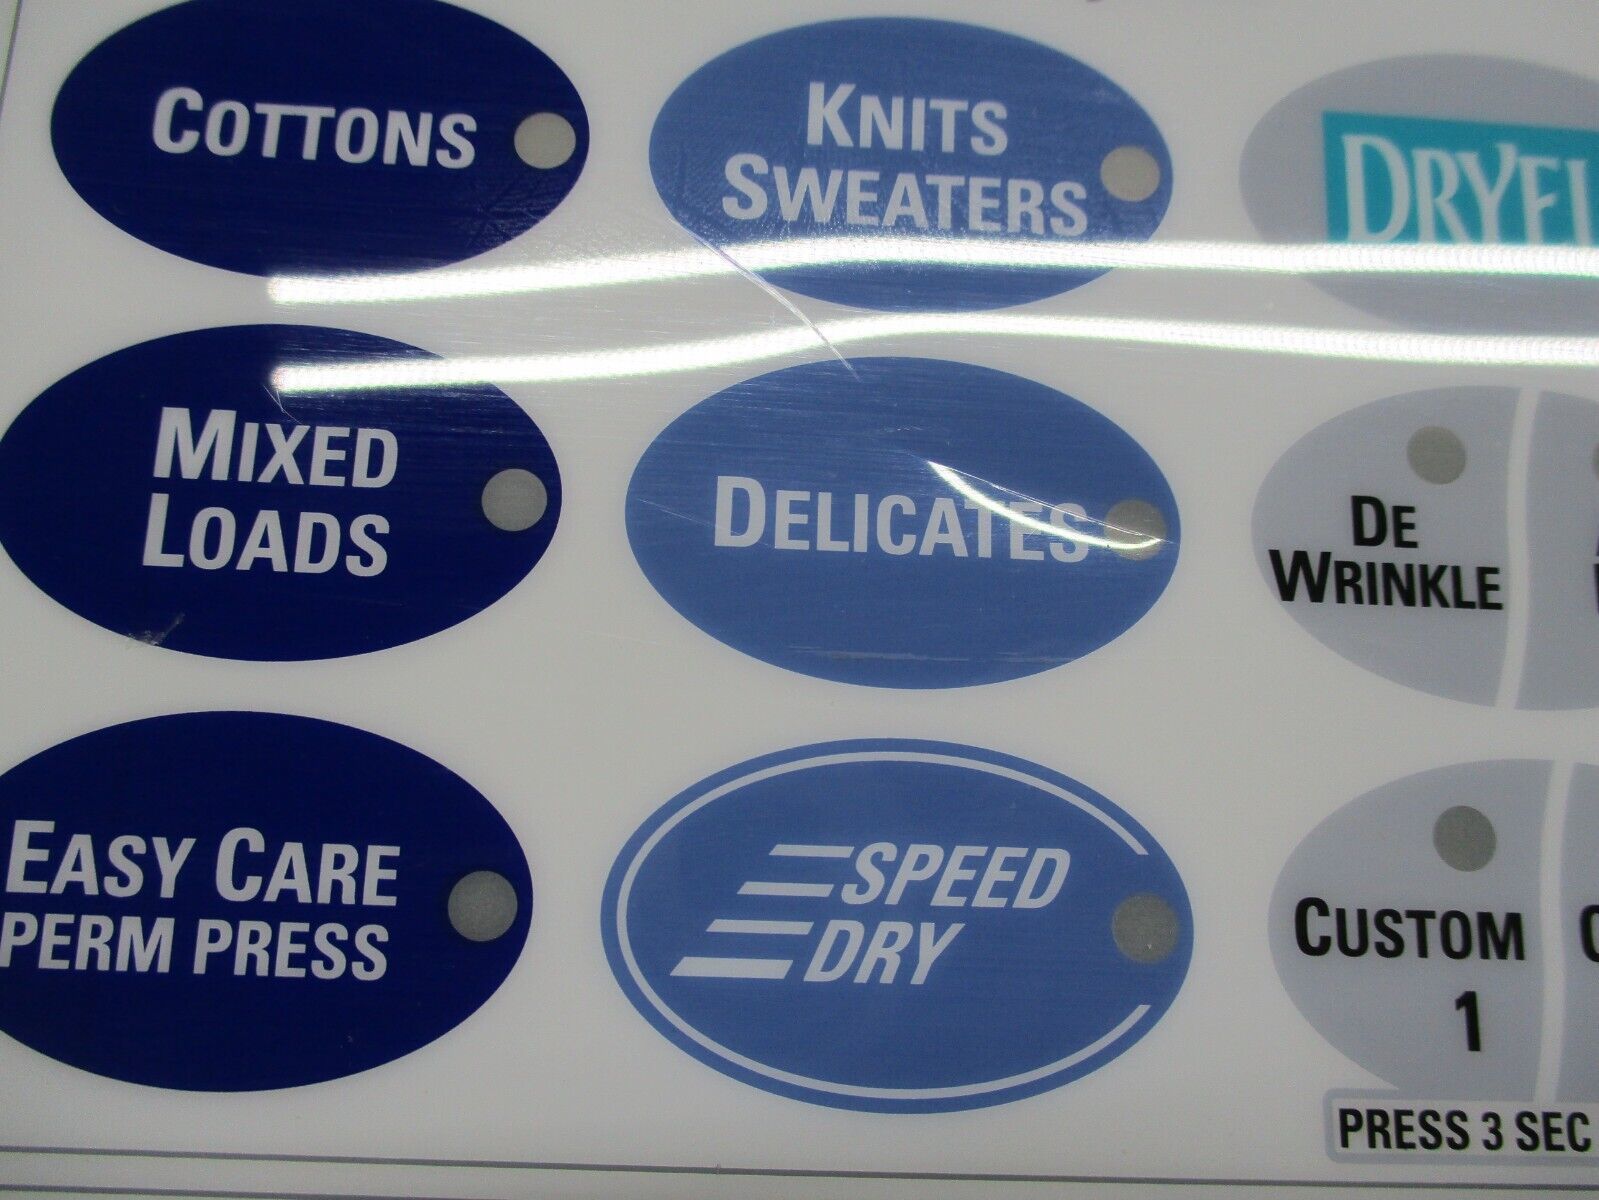 COTTONS
KNITS
SWEATERS
MIXED
LOADS
DELICATES
DE
WRINKLE
EASY CARE
PERM PRESS
SPEED
DRY
CUSTOM
1
PRESS 3 SEC